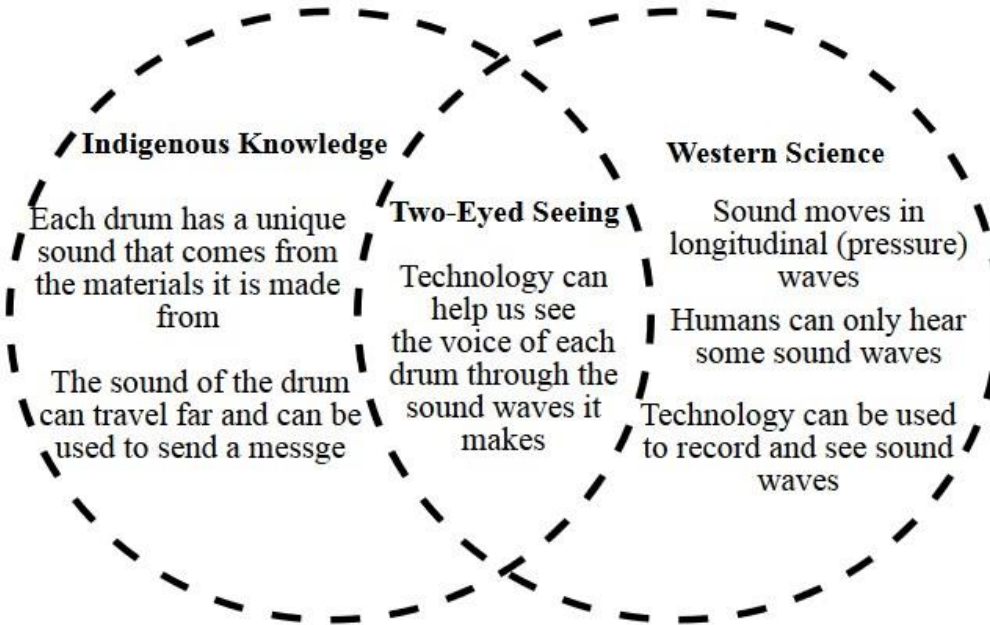 Indigenous Knowledge
Each drum has a unique
sound that comes from
the materials it is made
from
The sound of the drum
can travel far and can be
used to send a messge
Two-Eyed Seeing
Technology can
help us see
the voice of each
drum through the
sound waves it
makes
Western Science
Sound moves in
longitudinal (pressure)
waves
Humans can only hear
some sound waves
Technology can be used
to record and see sound
waves